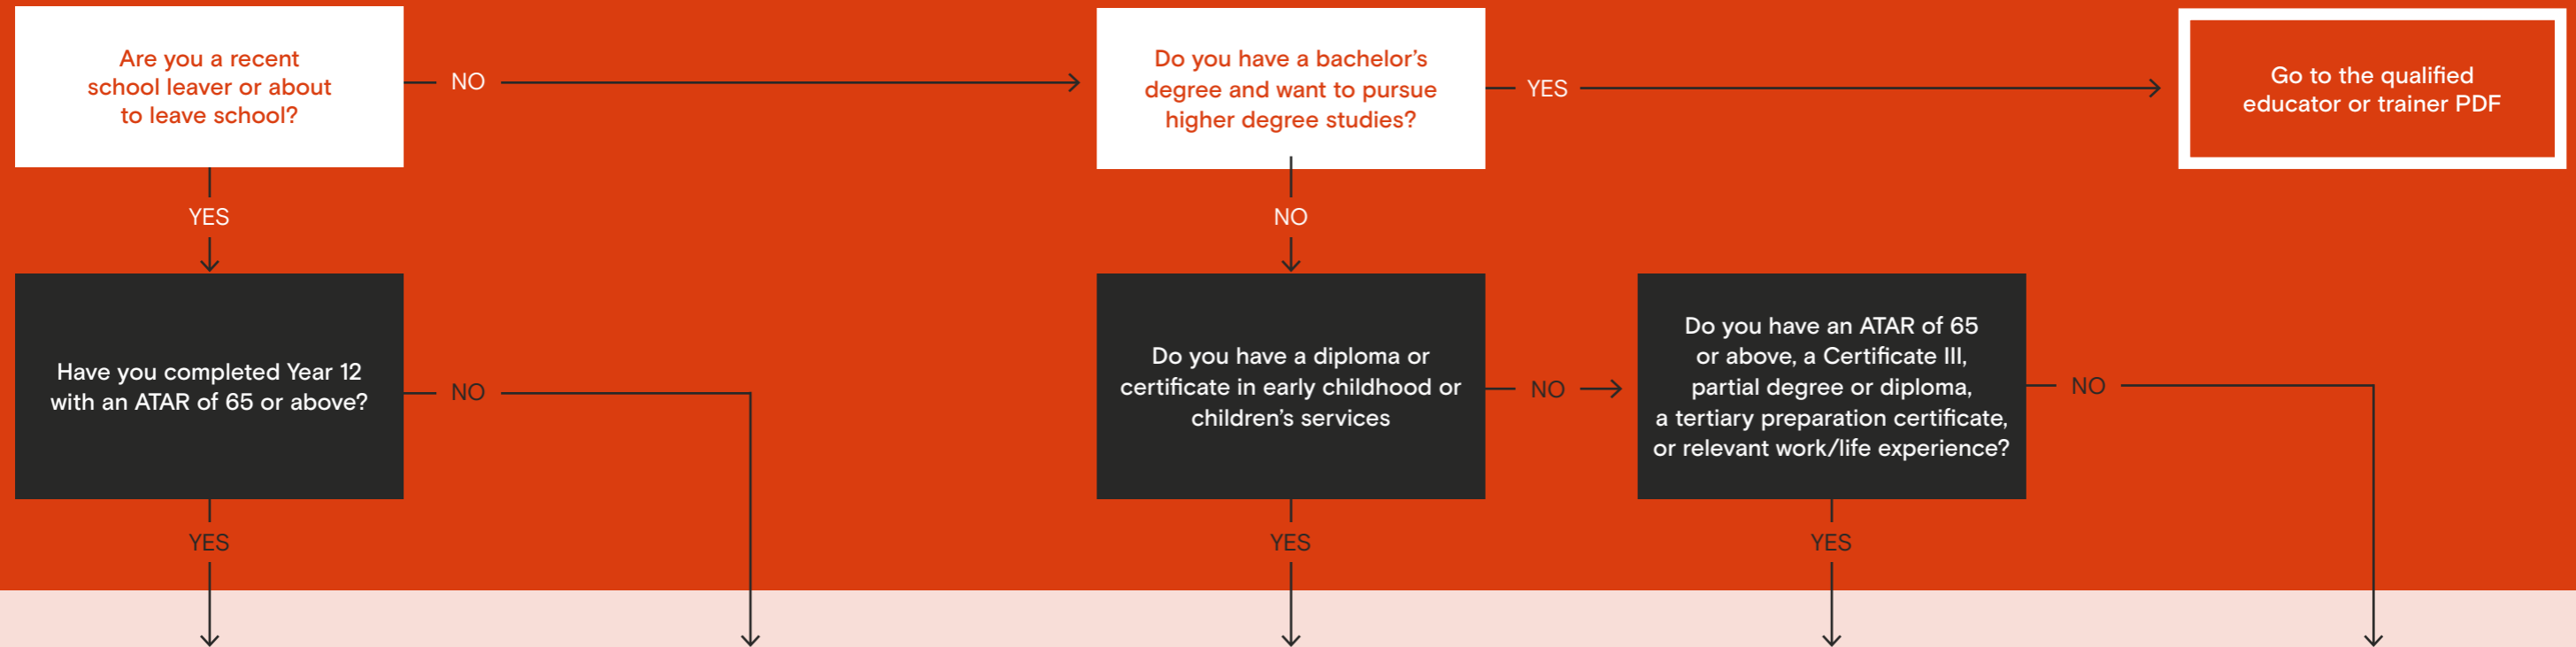 Are you a recent
school leaver or about
to leave school?
NO
Do you have a bachelor's
degree and want to pursue
higher degree studies?
YES
Go to the qualified
educator or trainer PDF
YES
NO
Have you completed Year 12
with an ATAR of 65 or above?
NO
Do you have a diploma or
certificate in early childhood or
children's services
NO
Do you have an ATAR of 65
or above, a Certificate III,
partial degree or diploma,
a tertiary preparation certificate,
or relevant work/life experience?
NO
YES
YES
YES